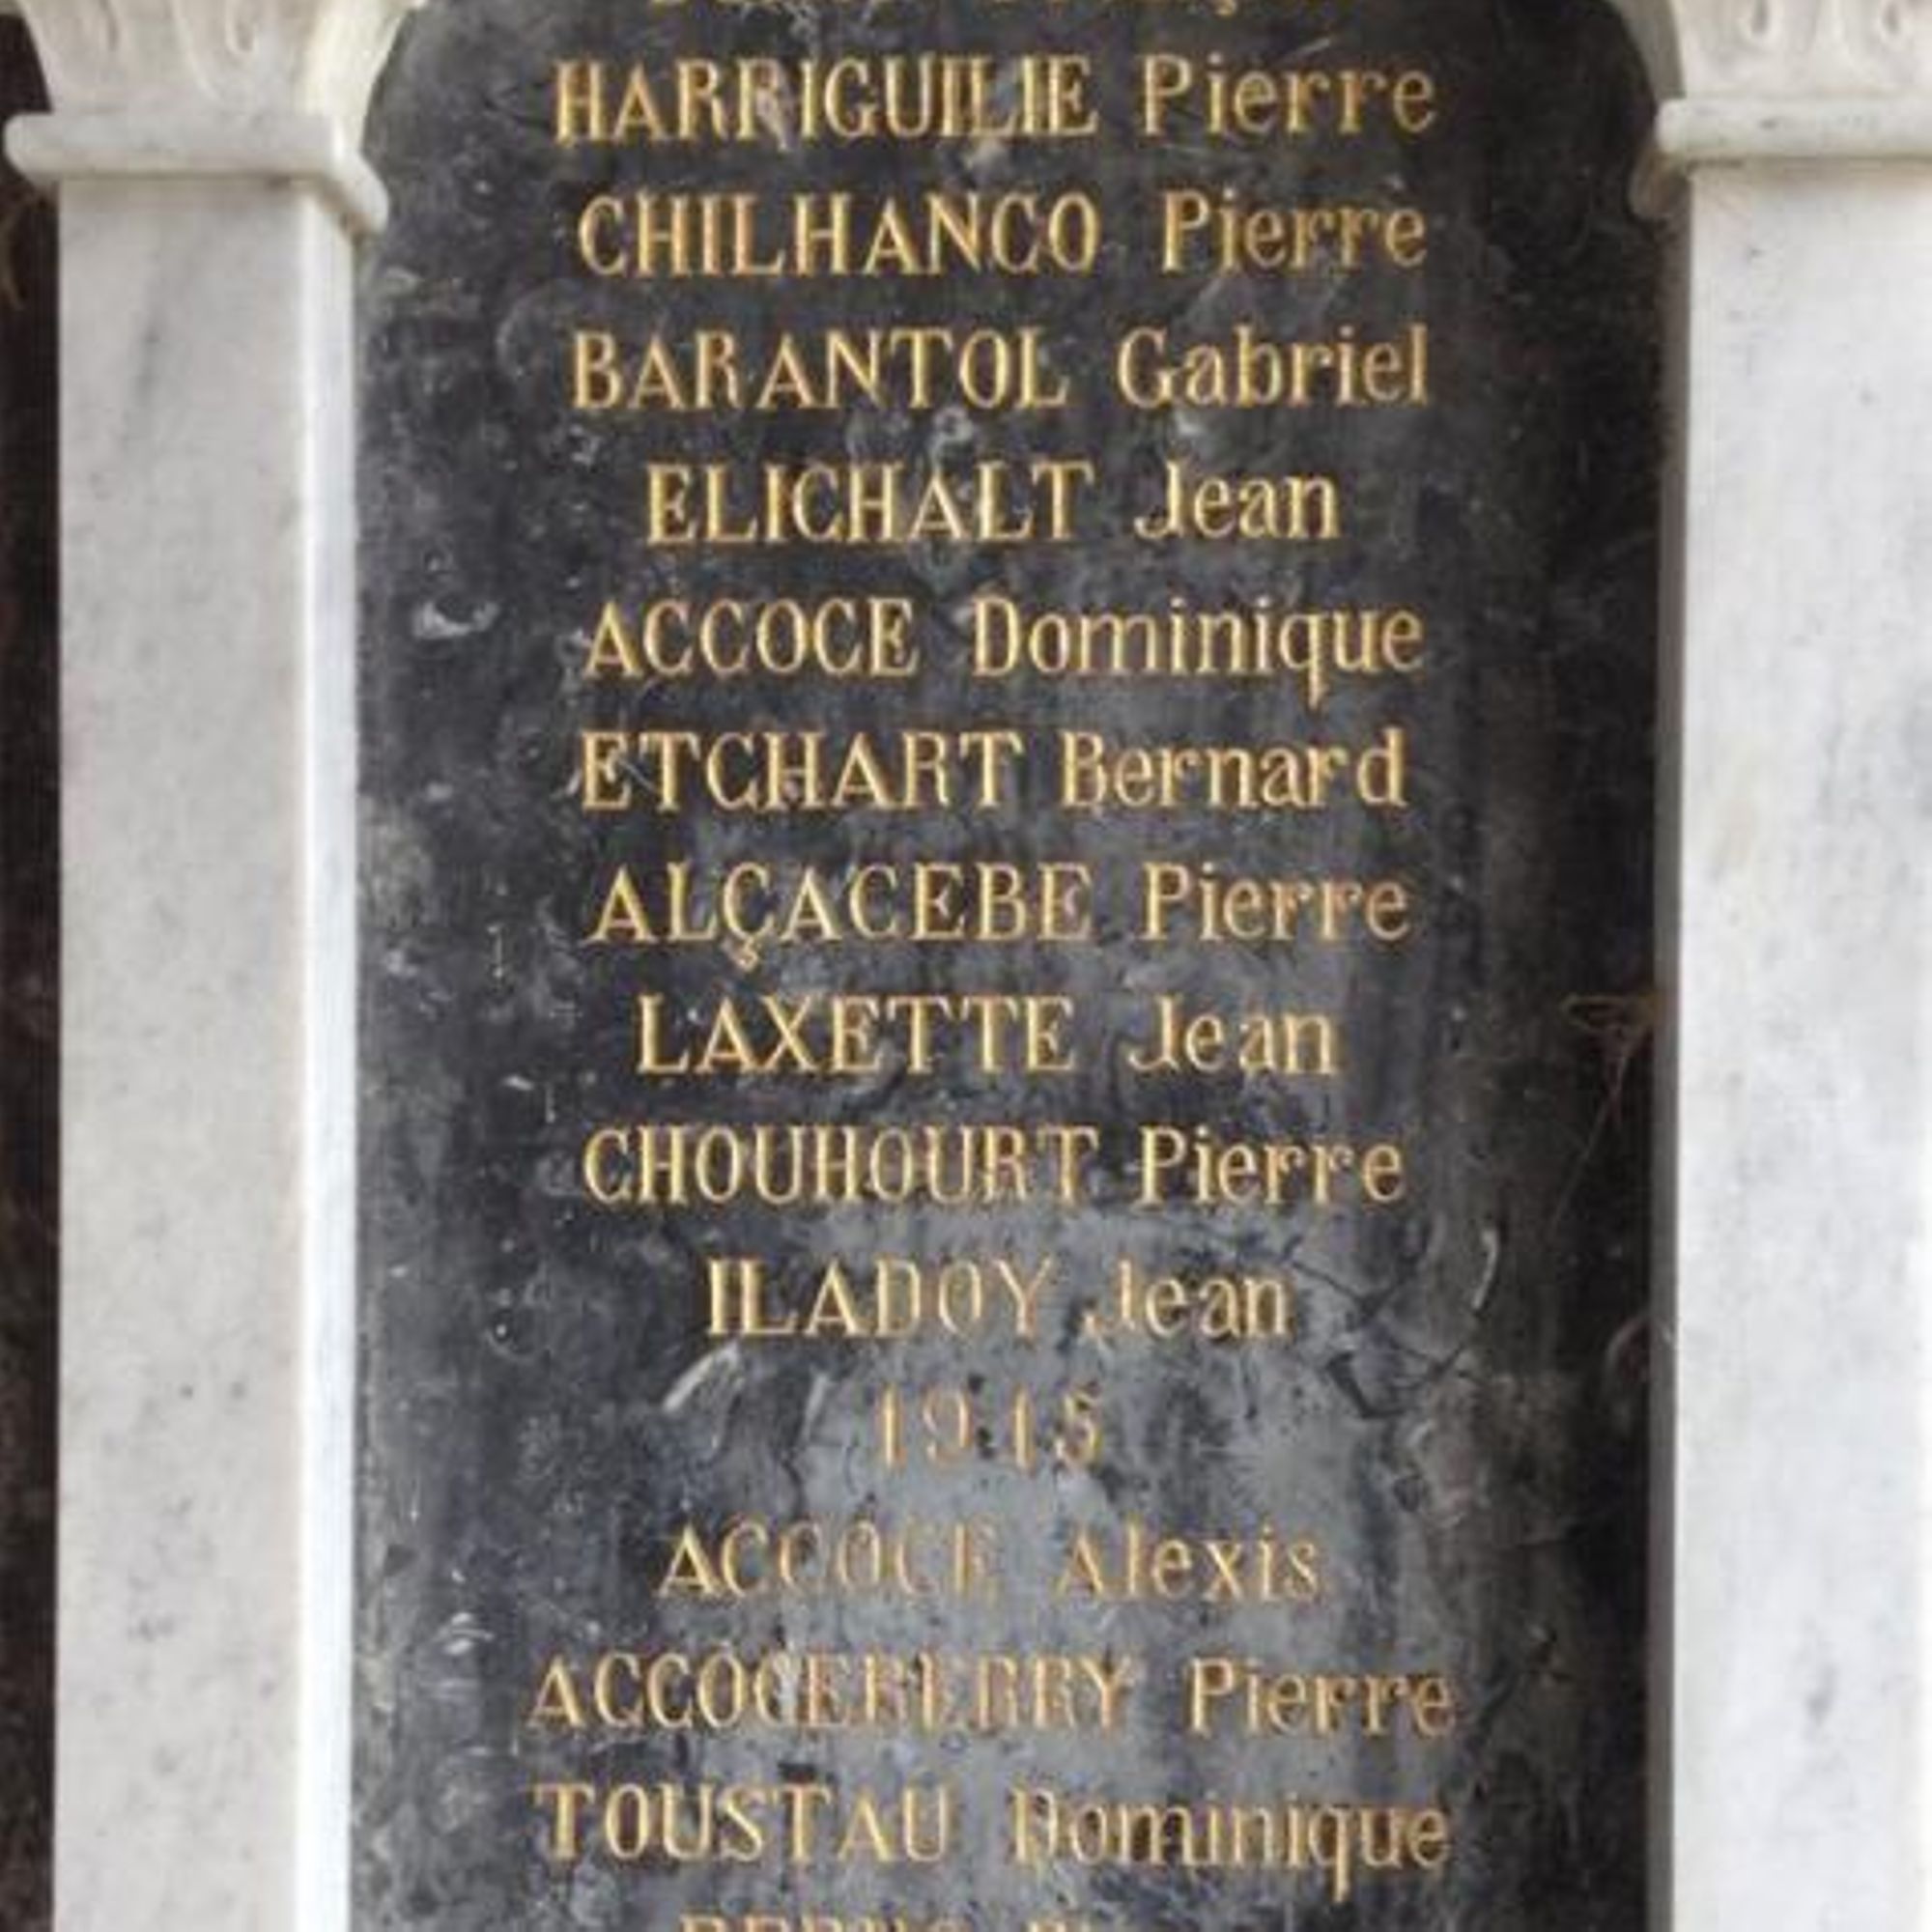 HARRIGUILIE Pierre
CHILHANCO Pierre
BARANTOL Gabriel
ELICHALT Jean
ACCOCE Dominique
ETCHART Bernard
ALÇACEBE Pierre
LAXETTE Jean
CHOUHOURT Pierre
ILADOY Jean
1915
ACCOCE Alexis
ACCOCEBERRY Pierre
TOUSTAU Dominique